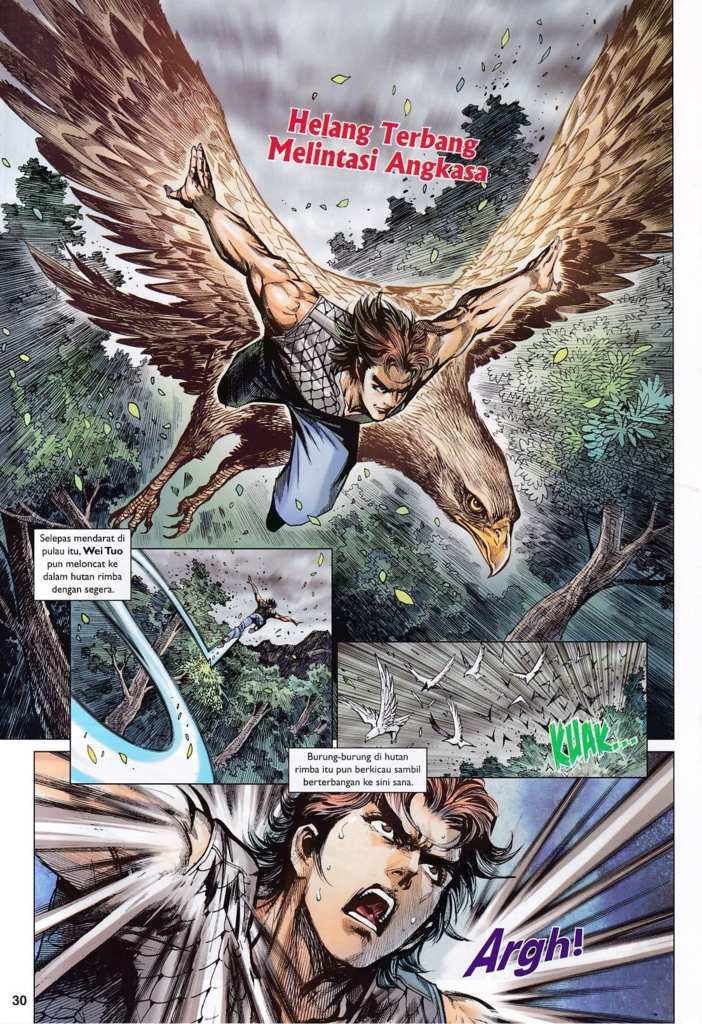 Helang Terbang
Melintasi Angkasa
Selepas mendarat di
pulau itu, Wei Tuo
pun meloncat ke
dalam hutan rimba
dengan segera.
KUAK...
Burung-burung di hutan
rimba itu pun berkicau sambil
berterbangan ke sini sana.
Argh!
30